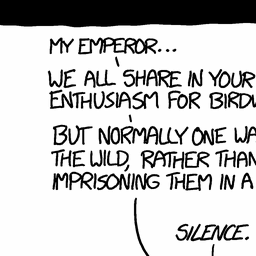 MY EMPEROR...
WE ALL SHARE IN YOUR
ENTHUSIASM FOR
BUT NORMALLY ONE
THE WILD, RATHER THAN
IMPRISONING THEM IN A
SILENCE.